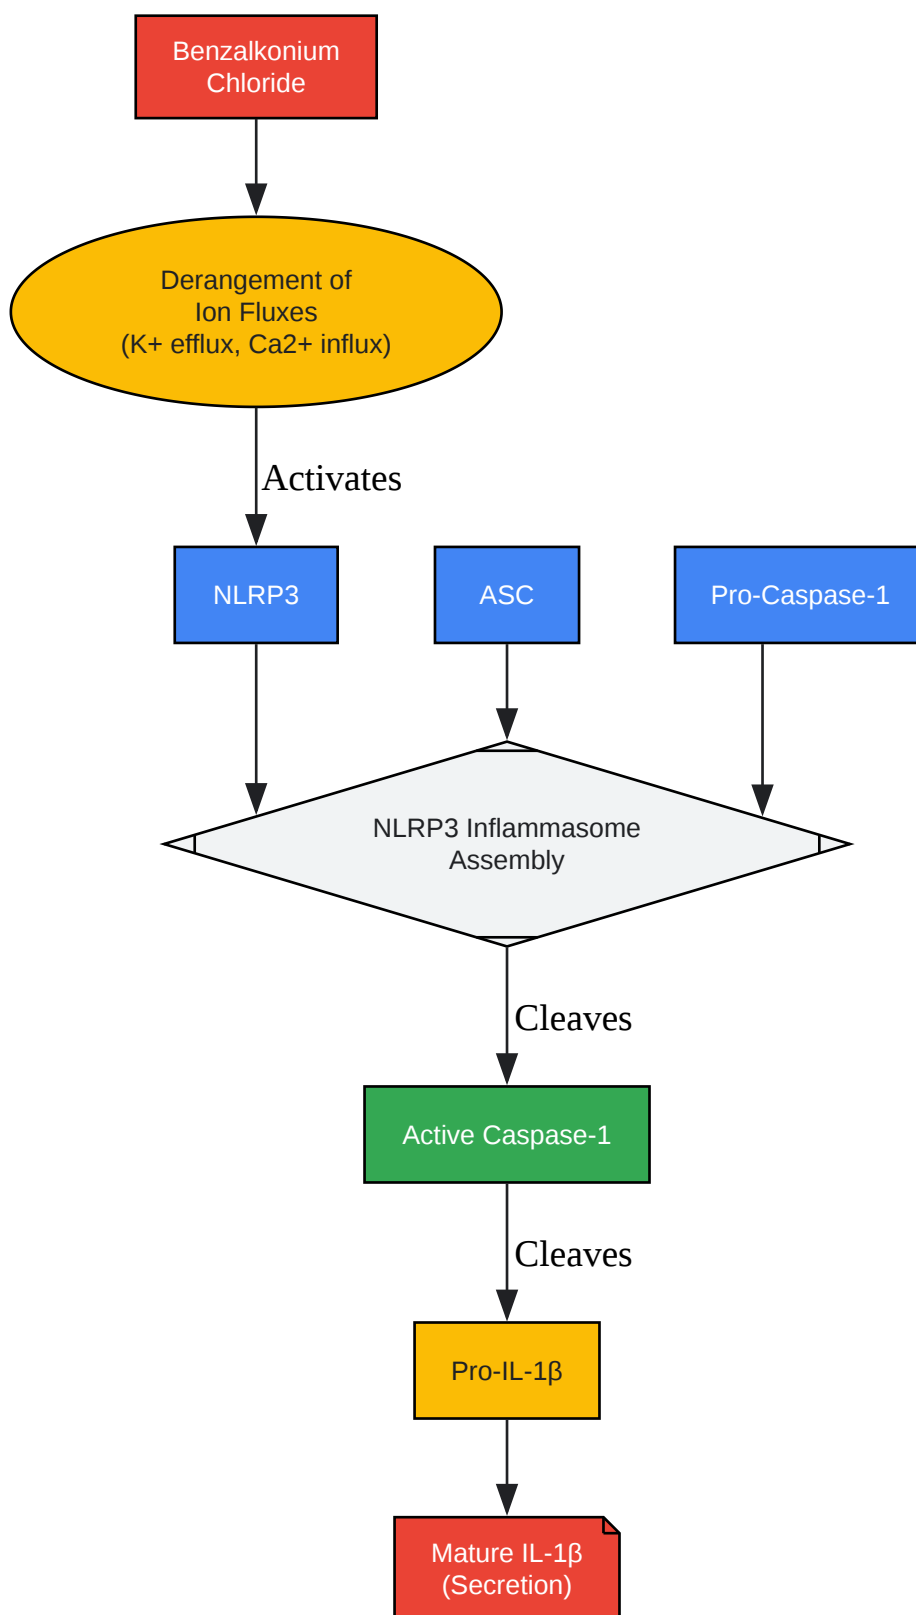 Benzalkonium
Chloride
Derangement of
Ion Fluxes
(K+ efflux, Ca2+ influx)
Activates
NLRP3
ASC
Pro-Caspase-1
NLRP3 Inflammasome
Assembly
Cleaves
Active Caspase-1
Cleaves
Pro-IL-1β
Mature IL-1β
(Secretion)